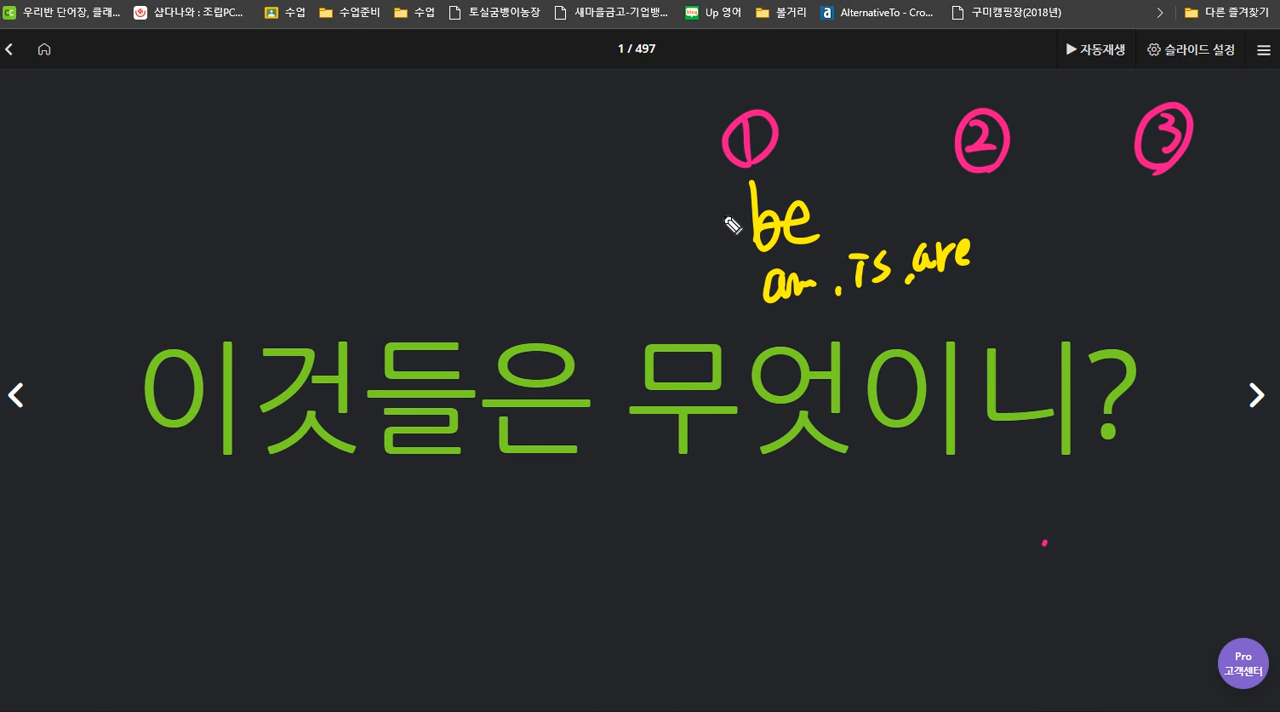 우리반 단어장, 클래... 샵다나와 : 조립PC... 수업 수업준비 수업 토실굼벵이농장 새마을금고-기업뱅... Up 영어 볼거리 AlternativeTo - Cro... 구미캠핑장(2018년) 다른 즐겨찾기
1 / 497 ▶ 자동재생 슬라이드 설정
① ② ③
be
am . is , are
이것들은 무엇이니?
Pro
고객센터